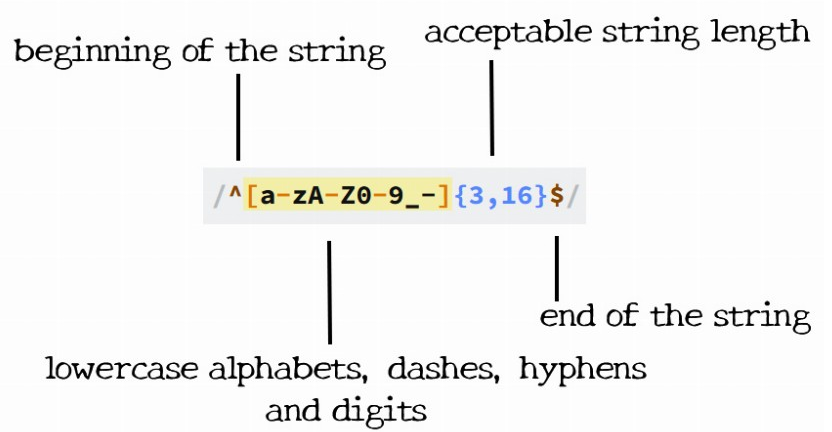 beginning of the string
acceptable string length
/^[a-zA-Z0-9_-]{3,16}$/
end of the string
lowercase alphabets, dashes, hyphens
and digits